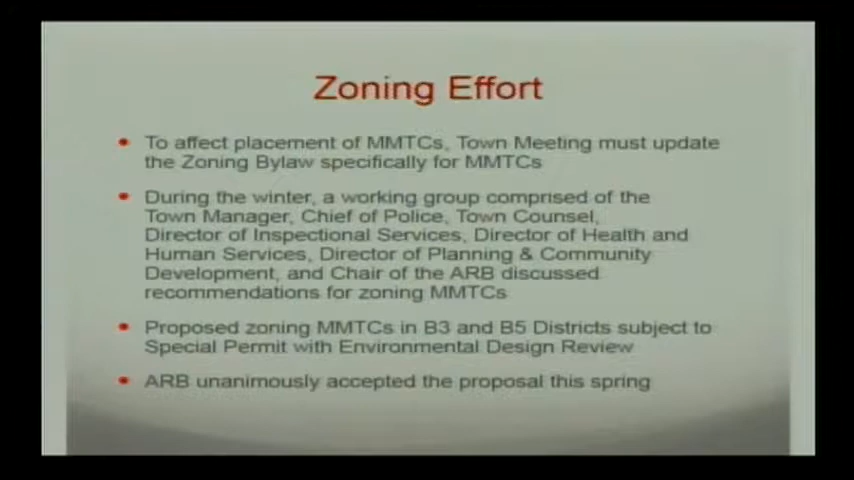 Zoning Effort
• To affect placement of MMTCs, Town Meeting must update
the Zoning Bylaw specifically for MMTCs
• During the winter, a working group comprised of the
Town Manager, Chief of Police, Town Counsel,
Director of Inspectional Services, Director of Health and
Human Services, Director of Planning & Community
Development, and Chair of the ARB discussed
recommendations for zoning MMTCs
• Proposed zoning MMTCs in B3 and B5 Districts subject to
Special Permit with Environmental Design Review
• ARB unanimously accepted the proposal this spring